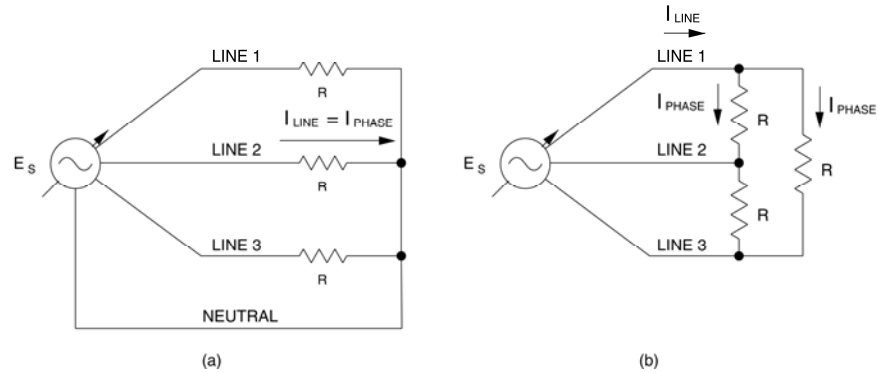 LINE 1
R
I LINE = I PHASE
E S
LINE 2
R
LINE 3
R
NEUTRAL
(a)
I LINE
LINE 1
I PHASE
R
I PHASE
E S
LINE 2
R
R
LINE 3
(b)